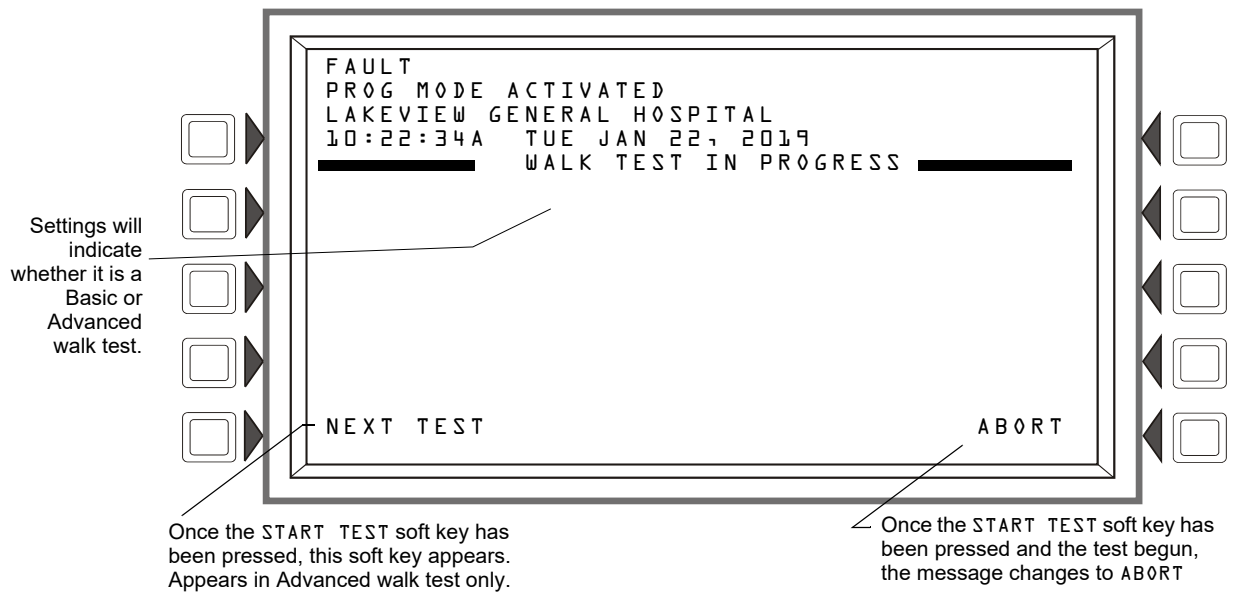 FAULT
PROG MODE ACTIVATED
LAKEVIEW GENERAL HOSPITAL
10:22:34A TUE JAN 22, 2019
WALK TEST IN PROGRESS
Settings will
indicate
whether it is a
Basic or
Advanced
walk test.
NEXT TEST
ABORT
Once the START TEST soft key has
been pressed, this soft key appears.
Appears in Advanced walk test only.
Once the START TEST soft key has
been pressed and the test begun,
the message changes to ABORT